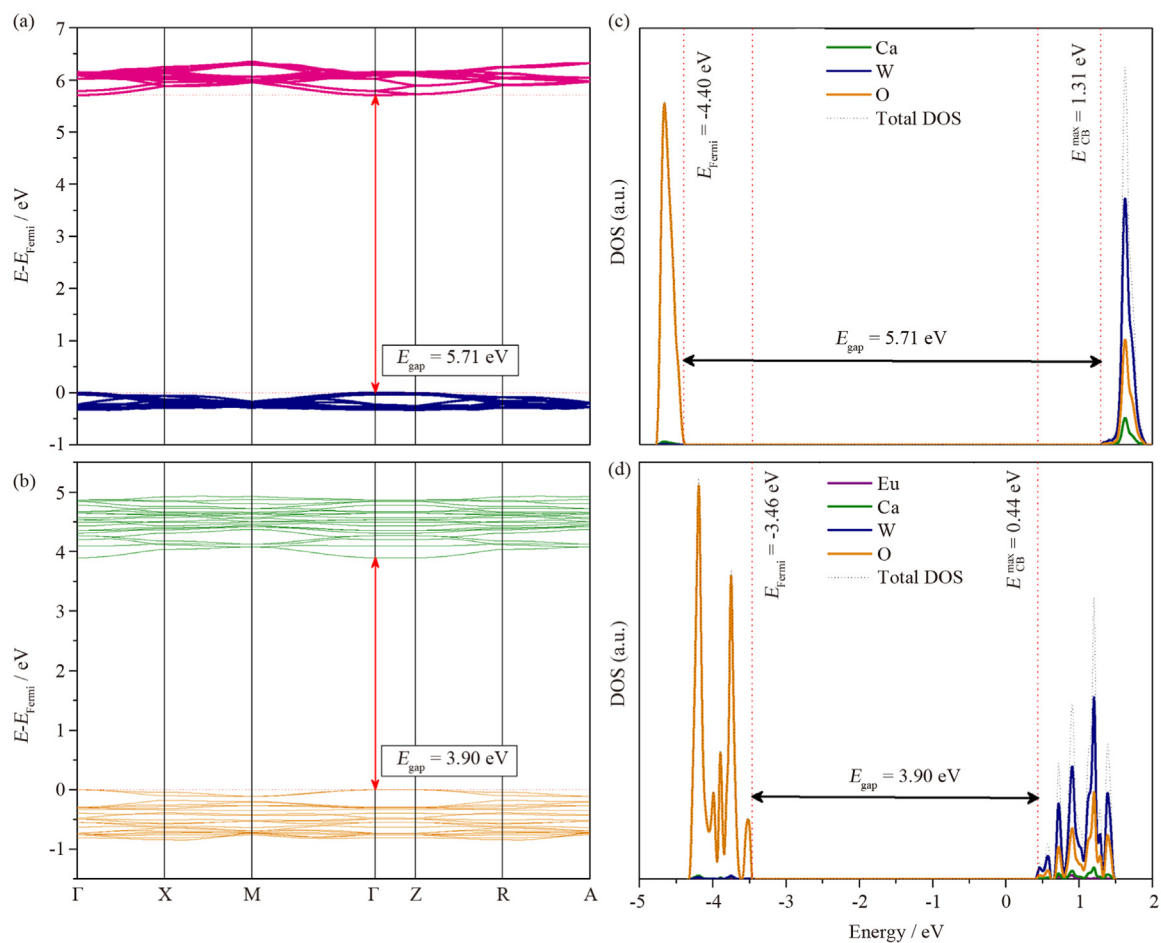 (a)
7
6
5
4
3
2
1
0
-1
E-E_Fermi / eV
E_gap = 5.71 eV
(b)
5
4
3
2
1
0
-1
E-E_Fermi / eV
E_gap = 3.90 eV
Γ X M Γ Z R A
(c)
DOS (a.u.)
E_Fermi = -4.40 eV
Ca
W
O
Total DOS
E_CB^max = 1.31 eV
E_gap = 5.71 eV
(d)
DOS (a.u.)
E_Fermi = -3.46 eV
Eu
Ca
W
O
Total DOS
E_CB^max = 0.44 eV
E_gap = 3.90 eV
-5 -4 -3 -2 -1 0 1 2
Energy / eV